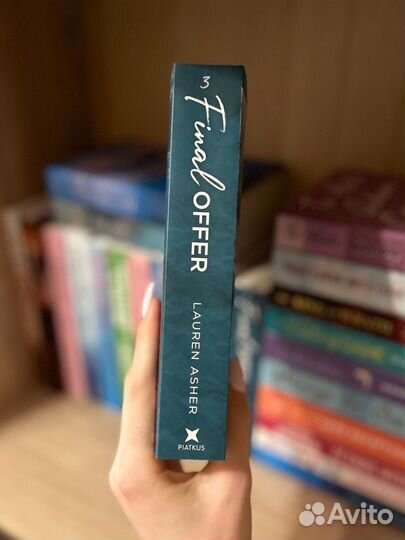 3
Final OFFER
LAUREN ASHER
PIATKUS
Avito